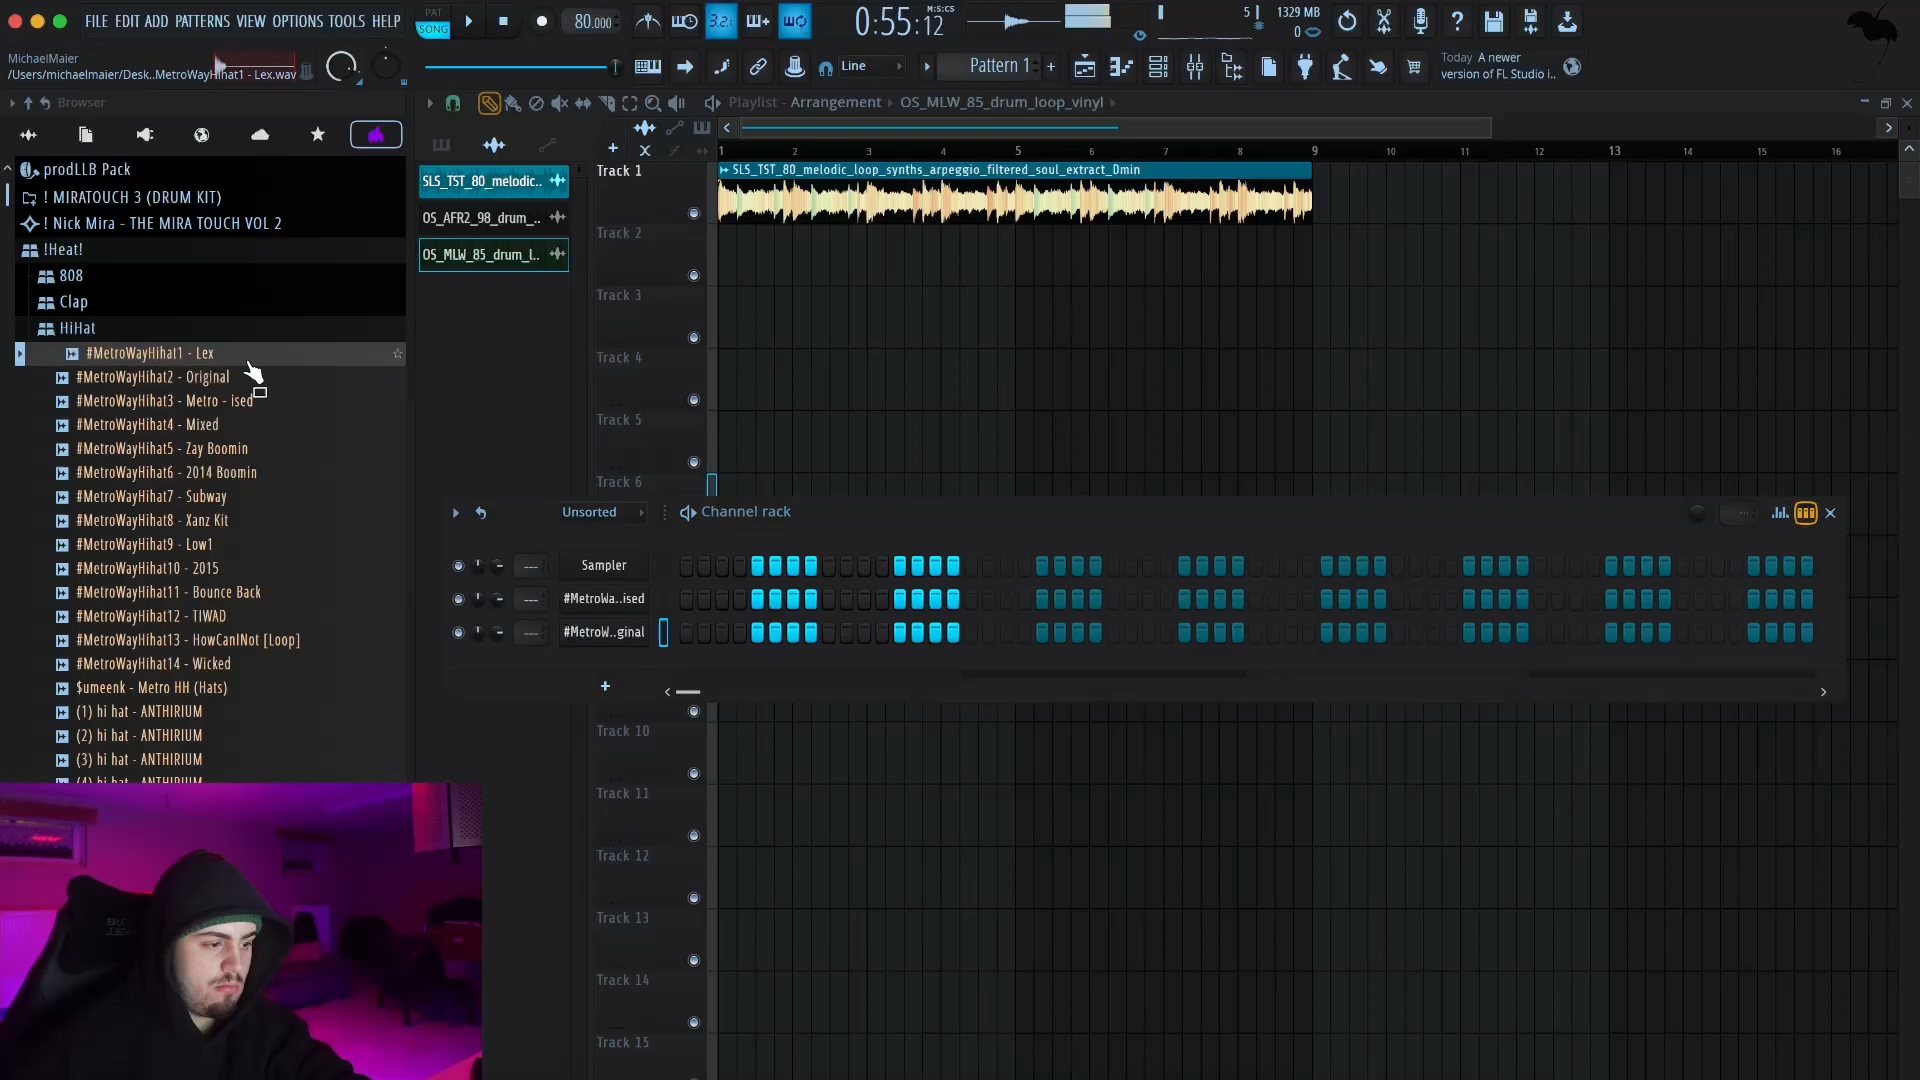 FILE EDIT ADD PATTERNS VIEW OPTIONS TOOLS HELP
PAT
SONG
80.000
3.2
0:55:12
M:S:CS
5
1329 MB
0
MichaelMaier
/Users/michaelmaier/Desk..MetroWayHihat1 - Lex.wav
Line
Pattern 1
+
Today A newer
version of FL Studio i..
Browser
Playlist - Arrangement › OS_MLW_85_drum_loop_vinyl ›
prodLLB Pack
! MIRATOUCH 3 (DRUM KIT)
! Nick Mira - THE MIRA TOUCH VOL 2
!Heat!
808
Clap
HiHat
#MetroWayHihat1 - Lex
#MetroWayHihat2 - Original
#MetroWayHihat3 - Metro - ised
#MetroWayHihat4 - Mixed
#MetroWayHihat5 - Zay Boomin
#MetroWayHihat6 - 2014 Boomin
#MetroWayHihat7 - Subway
#MetroWayHihat8 - Xanz Kit
#MetroWayHihat9 - Low1
#MetroWayHihat10 - 2015
#MetroWayHihat11 - Bounce Back
#MetroWayHihat12 - TIWAD
#MetroWayHihat13 - HowCanINot [Loop]
#MetroWayHihat14 - Wicked
$umeenk - Metro HH (Hats)
(1) hi hat - ANTHIRIUM
(2) hi hat - ANTHIRIUM
(3) hi hat - ANTHIRIUM
(4) hi hat - ANTHIRIUM
SLS_TST_80_melodic..
OS_AFR2_98_drum_..
OS_MLW_85_drum_l..
1 2 3 4 5 6 7 8 9 10 11 12 13 14 15 16
SLS_TST_80_melodic_loop_synths_arpeggio_filtered_soul_extract_Dmin
Track 1
Track 2
Track 3
Track 4
Track 5
Track 6
Unsorted
Channel rack
Sampler
#MetroWa..ised
#MetroW..ginal
+
Track 10
Track 11
Track 12
Track 13
Track 14
Track 15